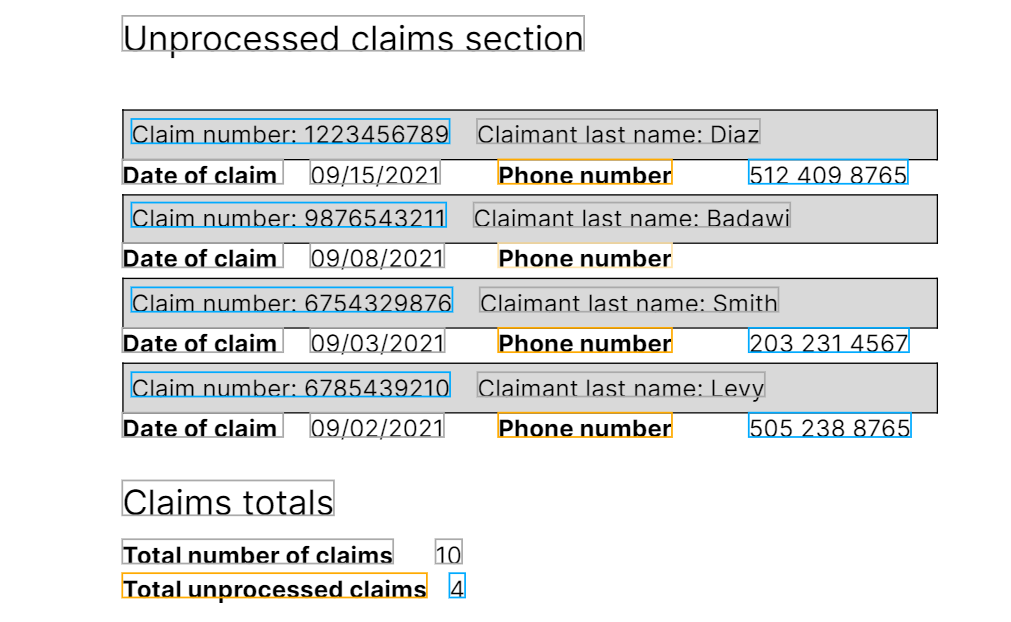 Unprocessed claims section
Claim number: 1223456789 Claimant last name: Diaz
Date of claim 09/15/2021 Phone number 512 409 8765
Claim number: 9876543211 Claimant last name: Badawi
Date of claim 09/08/2021 Phone number
Claim number: 6754329876 Claimant last name: Smith
Date of claim 09/03/2021 Phone number 203 231 4567
Claim number: 6785439210 Claimant last name: Levy
Date of claim 09/02/2021 Phone number 505 238 8765
Claims totals
Total number of claims 10
Total unprocessed claims 4